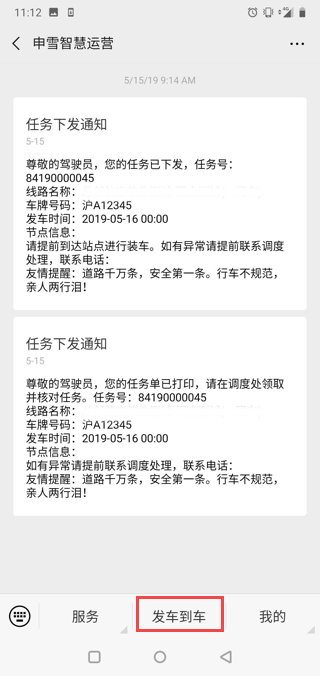 11:12
申雪智慧运营
5/15/19 9:14 AM
任务下发通知
5-15
尊敬的驾驶员，您的任务已下发，任务号：
84190000045
线路名称：
车牌号码：沪A12345
发车时间：2019-05-16 00:00
节点信息：
请提前到达站点进行装车。如有异常请提前联系调度
处理，联系电话：
友情提醒：道路千万条，安全第一条。行车不规范，
亲人两行泪！
任务下发通知
5-15
尊敬的驾驶员，您的任务单已打印，请在调度处领取
并核对任务。任务号：84190000045
线路名称：
车牌号码：沪A12345
发车时间：2019-05-16 00:00
节点信息：
如有异常请提前联系调度处理，联系电话：
友情提醒：道路千万条，安全第一条。行车不规范，
亲人两行泪！
服务
发车到车
我的